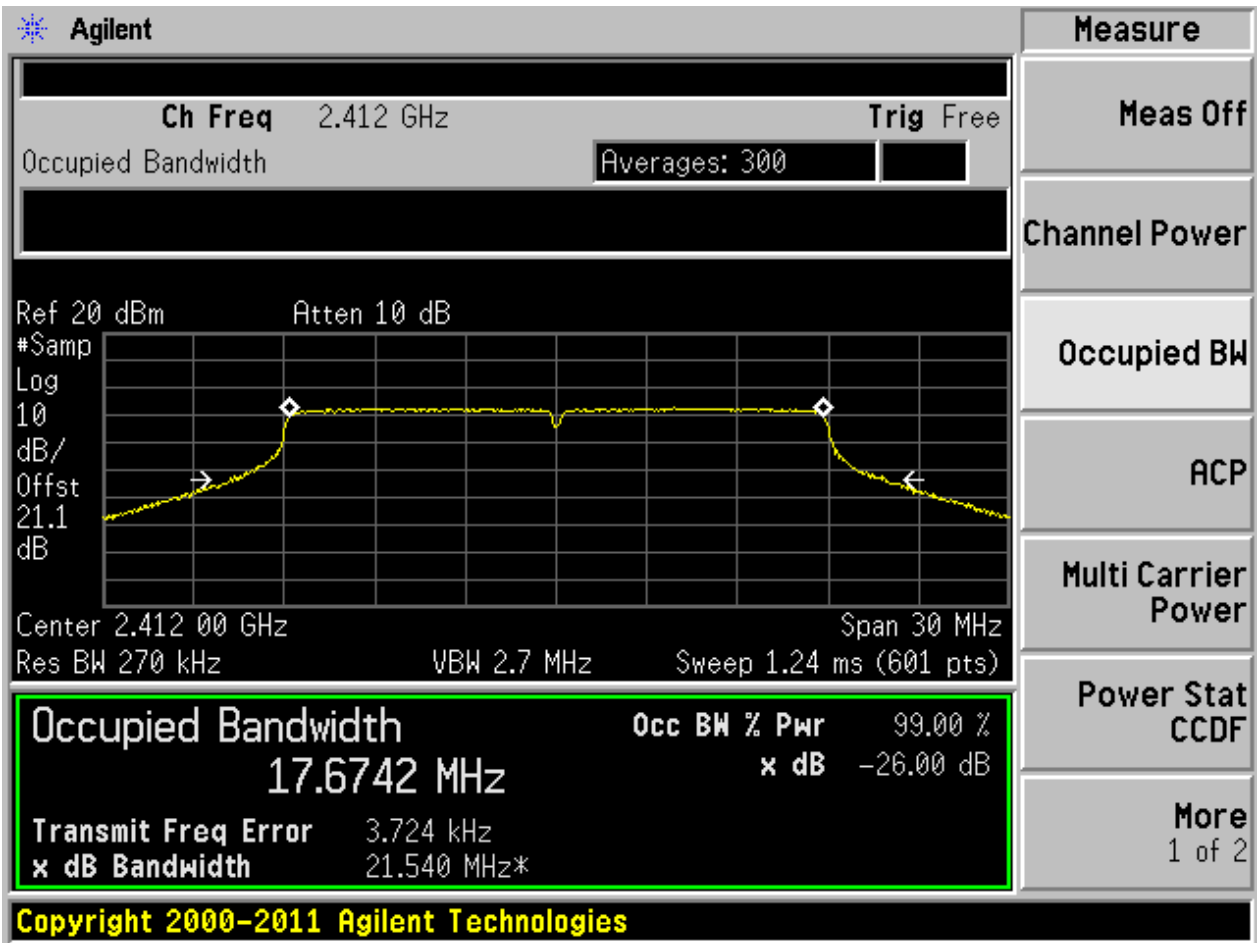 Agilent
Measure
Ch Freq 2.412 GHz Trig Free
Occupied Bandwidth Averages: 300
Ref 20 dBm Atten 10 dB
#Samp
Log
10
dB/
Offst
21.1
dB
Center 2.412 00 GHz Span 30 MHz
Res BW 270 kHz VBW 2.7 MHz Sweep 1.24 ms (601 pts)
Occupied Bandwidth
17.6742 MHz
Occ BW % Pwr 99.00 %
x dB -26.00 dB
Transmit Freq Error 3.724 kHz
x dB Bandwidth 21.540 MHz*
Meas Off
Channel Power
Occupied BW
ACP
Multi Carrier
Power
Power Stat
CCDF
More
1 of 2
Copyright 2000-2011 Agilent Technologies